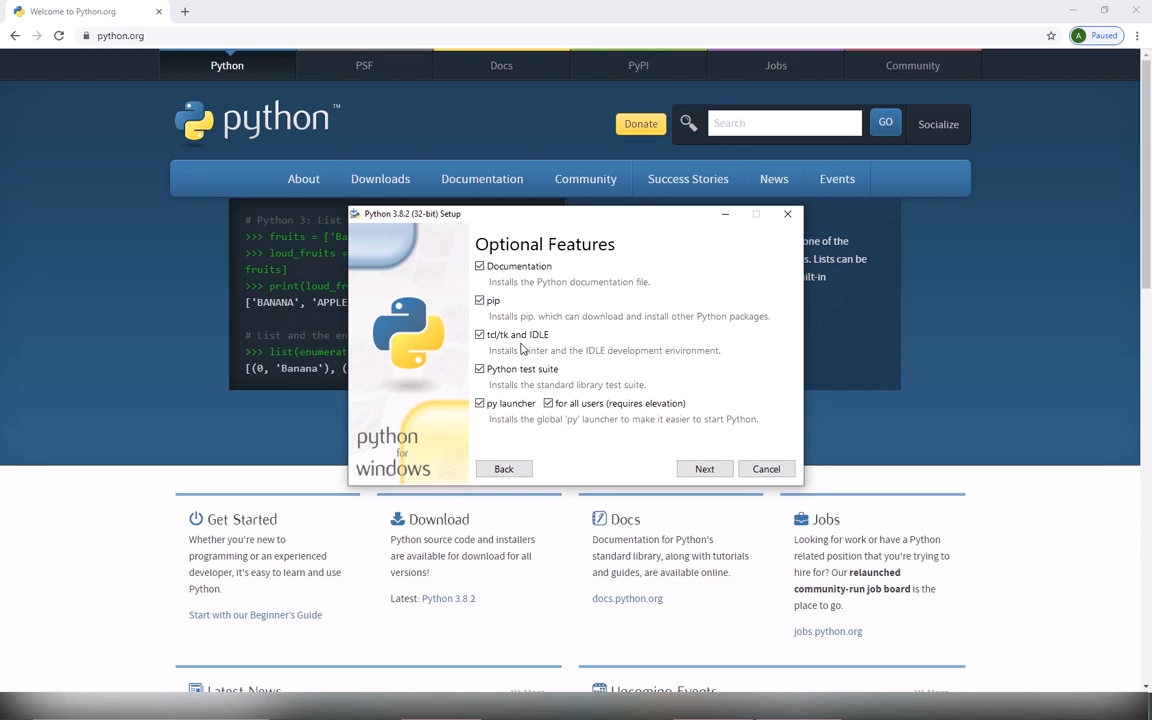 Welcome to Python.org
python.org
A Paused
Python PSF Docs PyPI Jobs Community
python™
Donate Search GO Socialize
About Downloads Documentation Community Success Stories News Events
# Python 3: List
>>> fruits = ['Ba
>>> loud_fruits =
fruits]
>>> print(loud_fr
['BANANA', 'APPLE
# List and the en
>>> list(enumerat
[(0, 'Banana'), (
one of the
s. Lists can be
ilt-in
Python 3.8.2 (32-bit) Setup
Optional Features
Documentation
Installs the Python documentation file.
pip
Installs pip, which can download and install other Python packages.
tcl/tk and IDLE
Installs and the IDLE development environment.
Python test suite
Installs the standard library test suite.
py launcher for all users (requires elevation)
Installs the global 'py' launcher to make it easier to start Python.
python
for
windows
Back Next Cancel
Get Started
Whether you're new to
programming or an experienced
developer, it's easy to learn and use
Python.
Start with our Beginner's Guide
Download
Python source code and installers
are available for download for all
versions!
Latest: Python 3.8.2
Docs
Documentation for Python's
standard library, along with tutorials
and guides, are available online.
docs.python.org
Jobs
Looking for work or have a Python
related position that you're trying to
hire for? Our relaunched
community-run job board is the
place to go.
jobs.python.org
Latest News >>> More
Upcoming Events >>> More